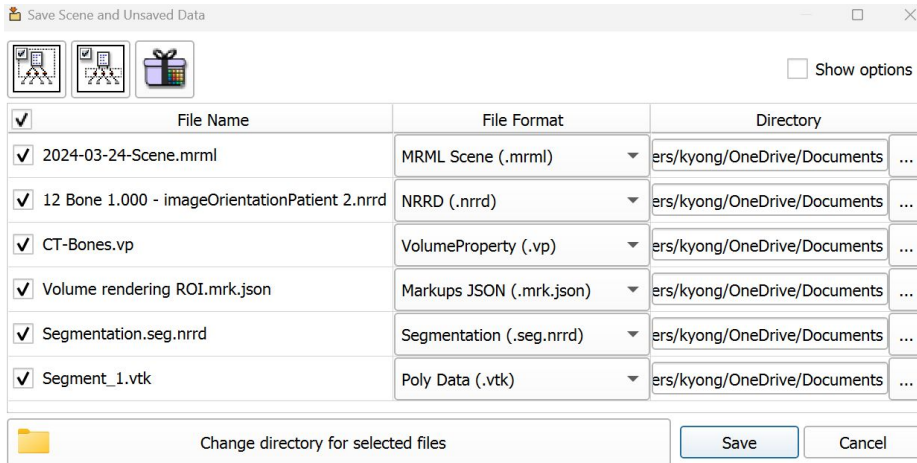 Save Scene and Unsaved Data
Show options
File Name File Format Directory
2024-03-24-Scene.mrml MRML Scene (.mrml) ers/kyong/OneDrive/Documents ...
12 Bone 1.000 - imageOrientationPatient 2.nrrd NRRD (.nrrd) ers/kyong/OneDrive/Documents ...
CT-Bones.vp VolumeProperty (.vp) ers/kyong/OneDrive/Documents ...
Volume rendering ROI.mrk.json Markups JSON (.mrk.json) ers/kyong/OneDrive/Documents ...
Segmentation.seg.nrrd Segmentation (.seg.nrrd) ers/kyong/OneDrive/Documents ...
Segment_1.vtk Poly Data (.vtk) ers/kyong/OneDrive/Documents ...
Change directory for selected files Save Cancel